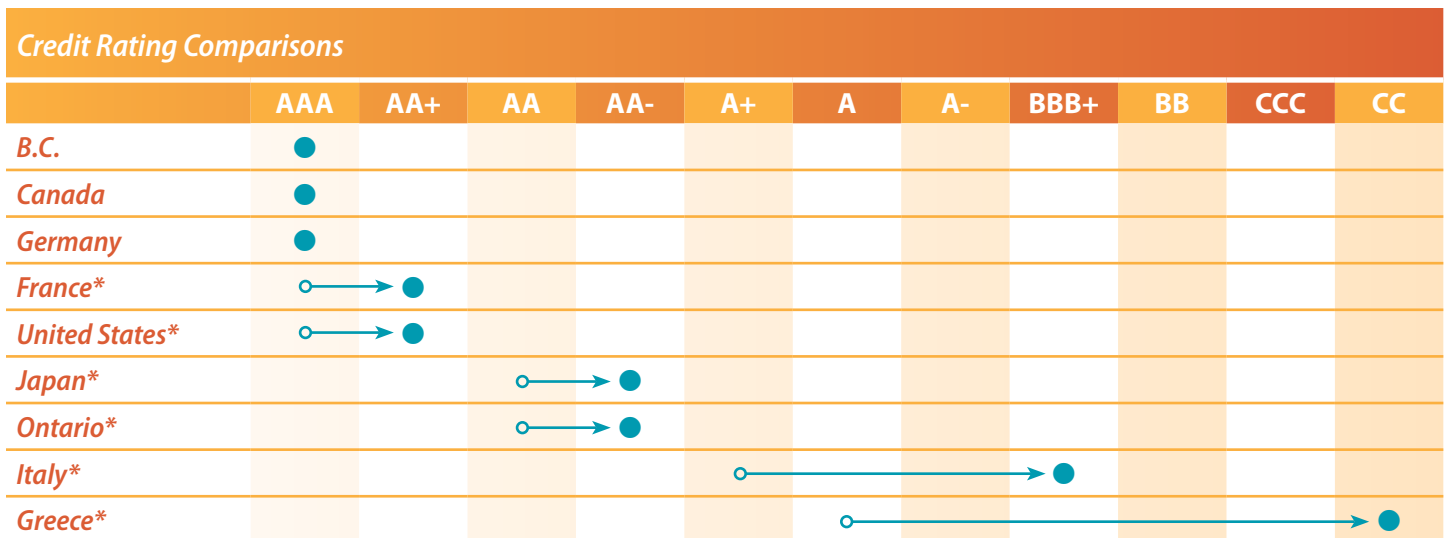 Credit Rating Comparisons
AAA AA+ AA AA- A+ A A- BBB+ BB CCC CC
B.C.
Canada
Germany
France*
United States*
Japan*
Ontario*
Italy*
Greece*